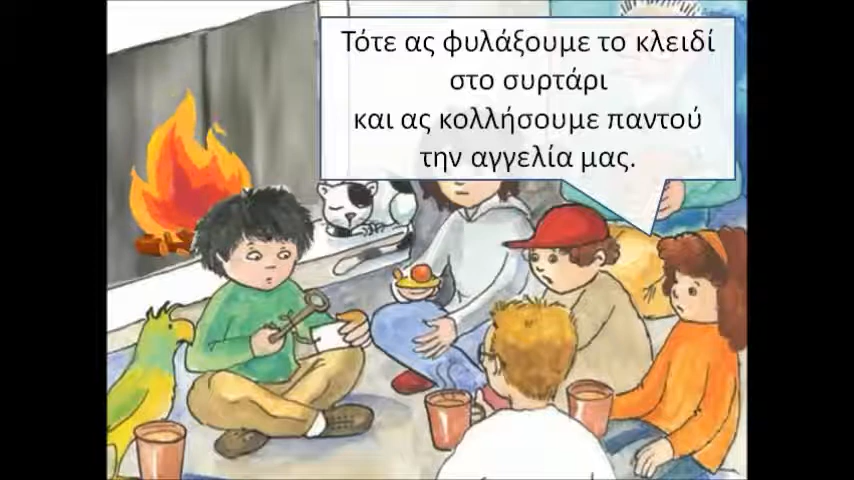 Τότε ας φυλάξουμε το κλειδί
στο συρτάρι
και ας κολλήσουμε παντού
την αγγελία μας.